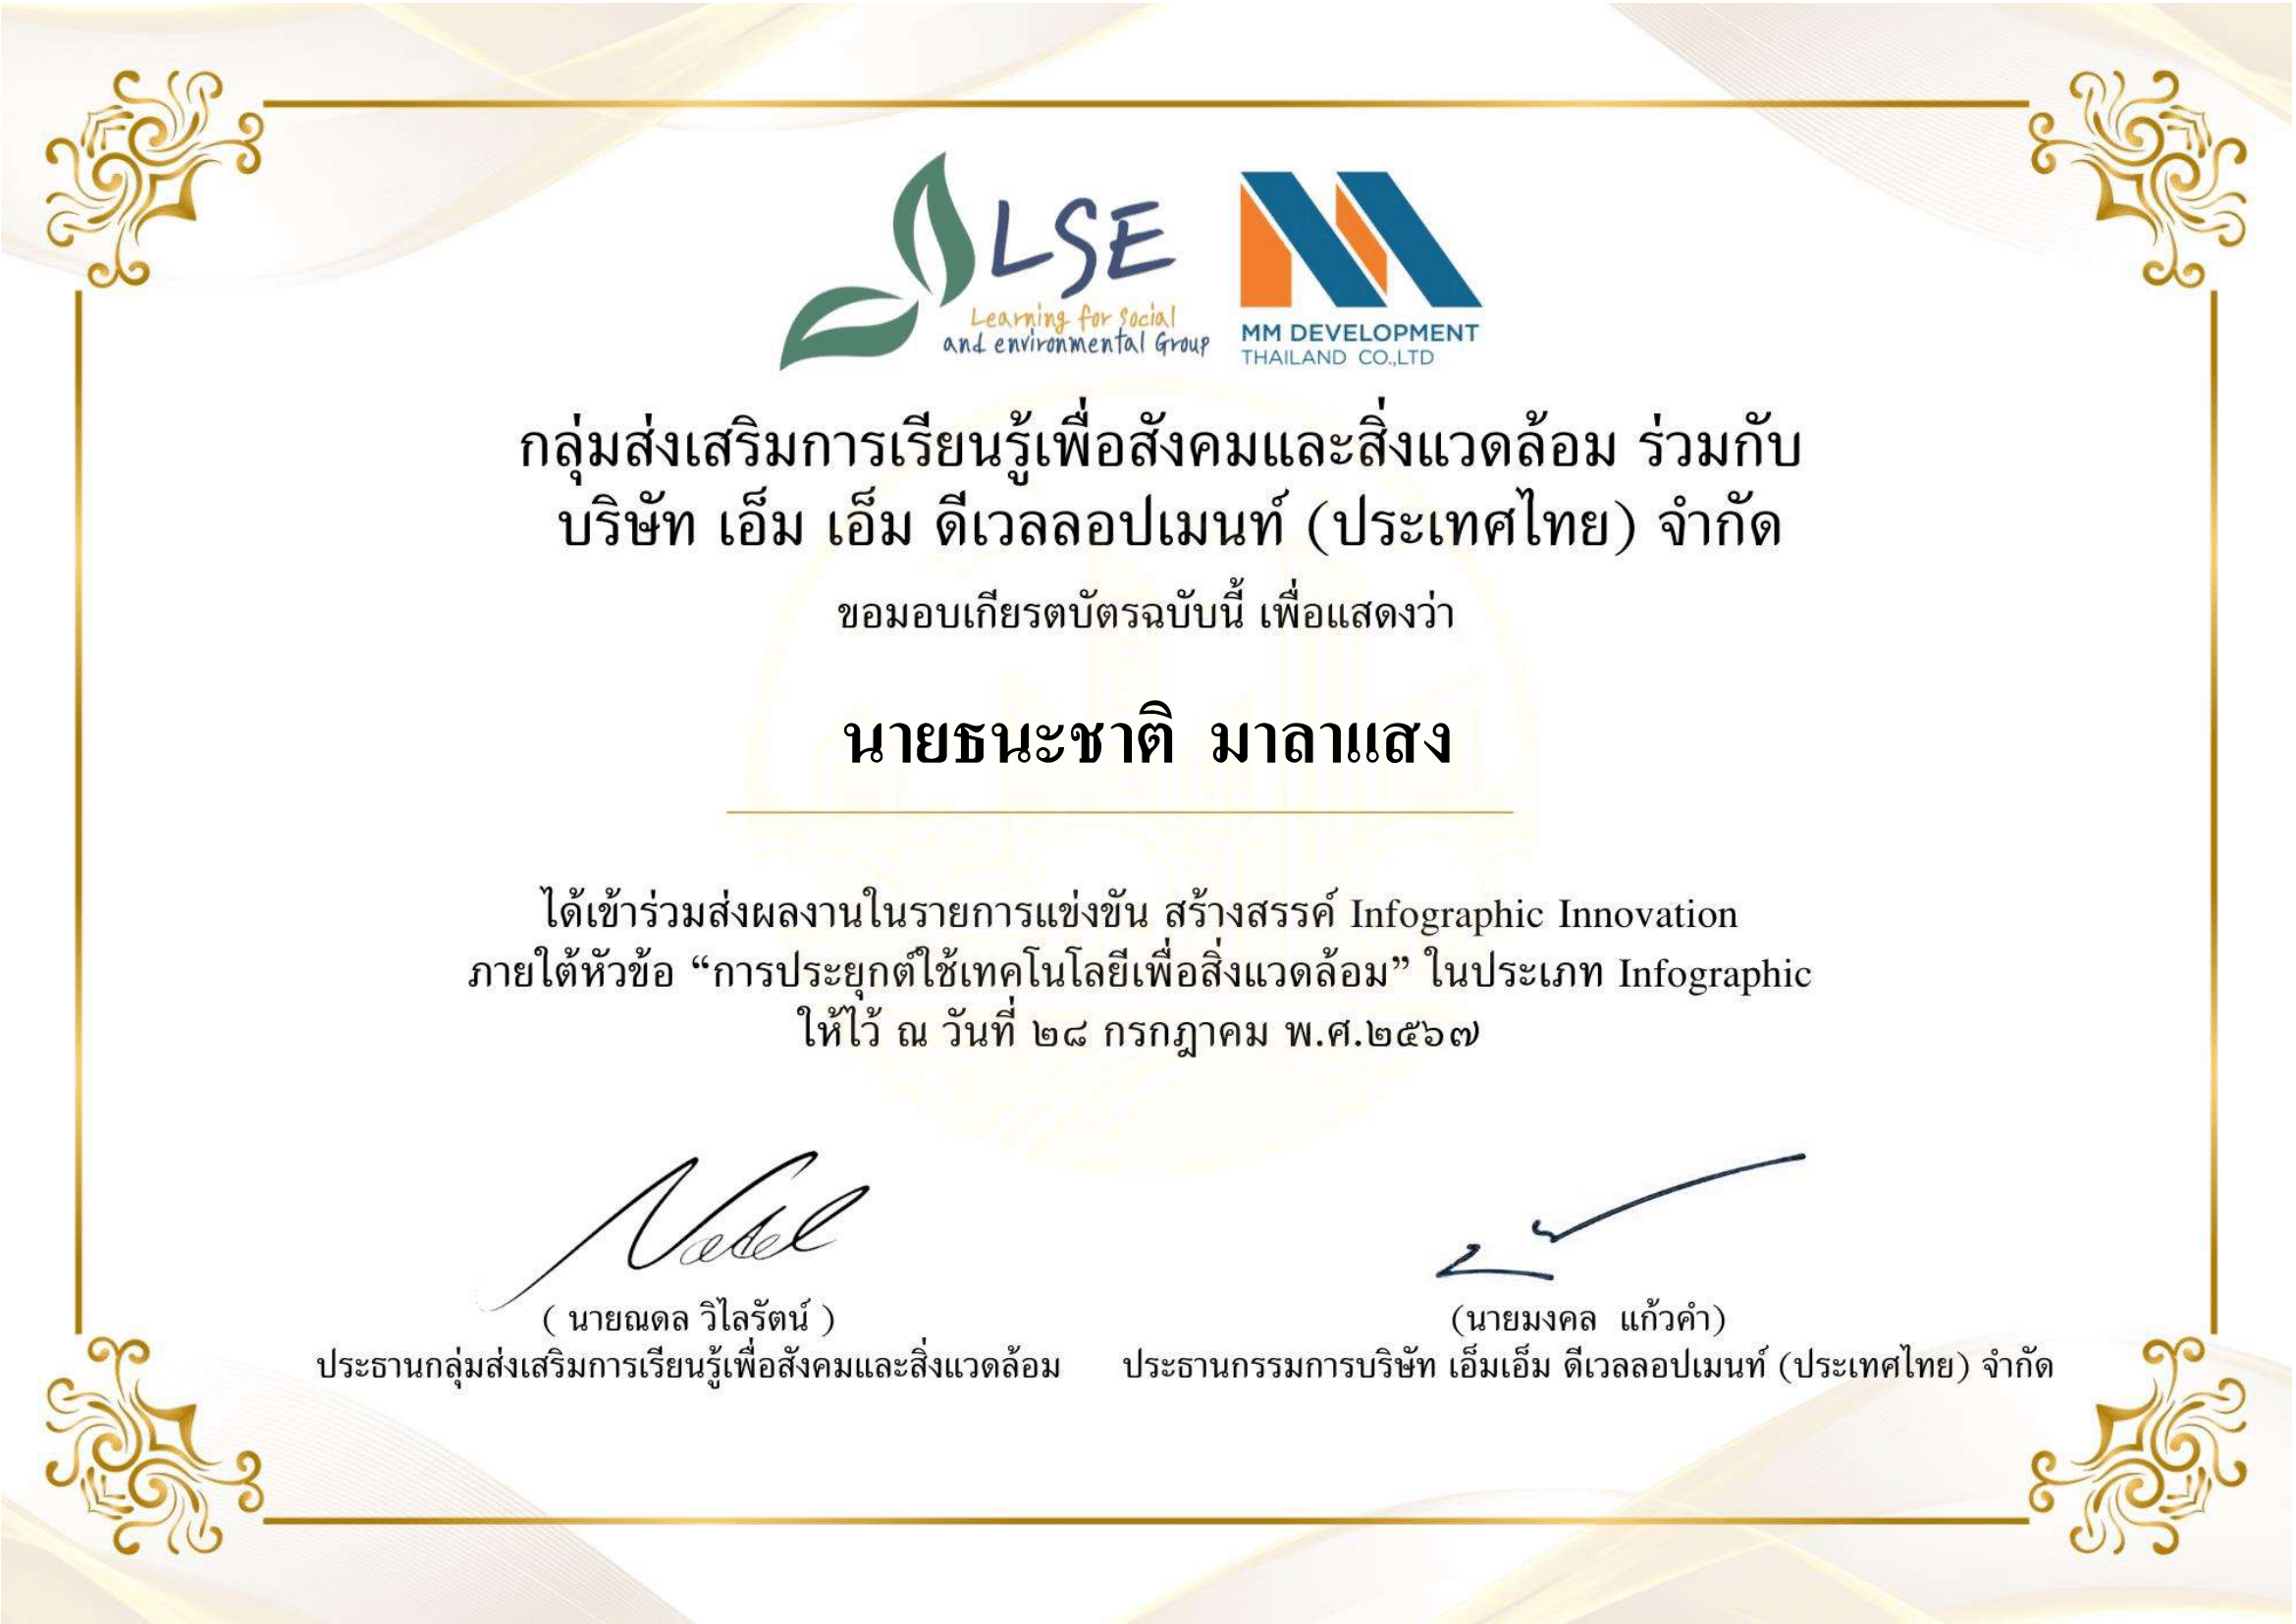 LSE
Learning for Social
and environmental Group
MM DEVELOPMENT
THAILAND CO.,LTD
กลุ่มส่งเสริมการเรียนรู้เพื่อสังคมและสิ่งแวดล้อม ร่วมกับ
บริษัท เอ็ม เอ็ม ดีเวลลอปเมนท์ (ประเทศไทย) จำกัด
ขอมอบเกียรตบัตรฉบับนี้ เพื่อแสดงว่า
นายธนะชาติ มาลาแสง
ได้เข้าร่วมส่งผลงานในรายการแข่งขัน สร้างสรรค์ Infographic Innovation
ภายใต้หัวข้อ “การประยุกต์ใช้เทคโนโลยีเพื่อสิ่งแวดล้อม” ในประเภท Infographic
ให้ไว้ ณ วันที่ ๒๘ กรกฎาคม พ.ศ.๒๕๖๗
( นายณดล วิไลรัตน์ )
ประธานกลุ่มส่งเสริมการเรียนรู้เพื่อสังคมและสิ่งแวดล้อม
(นายมงคล แก้วคำ)
ประธานกรรมการบริษัท เอ็มเอ็ม ดีเวลลอปเมนท์ (ประเทศไทย) จำกัด